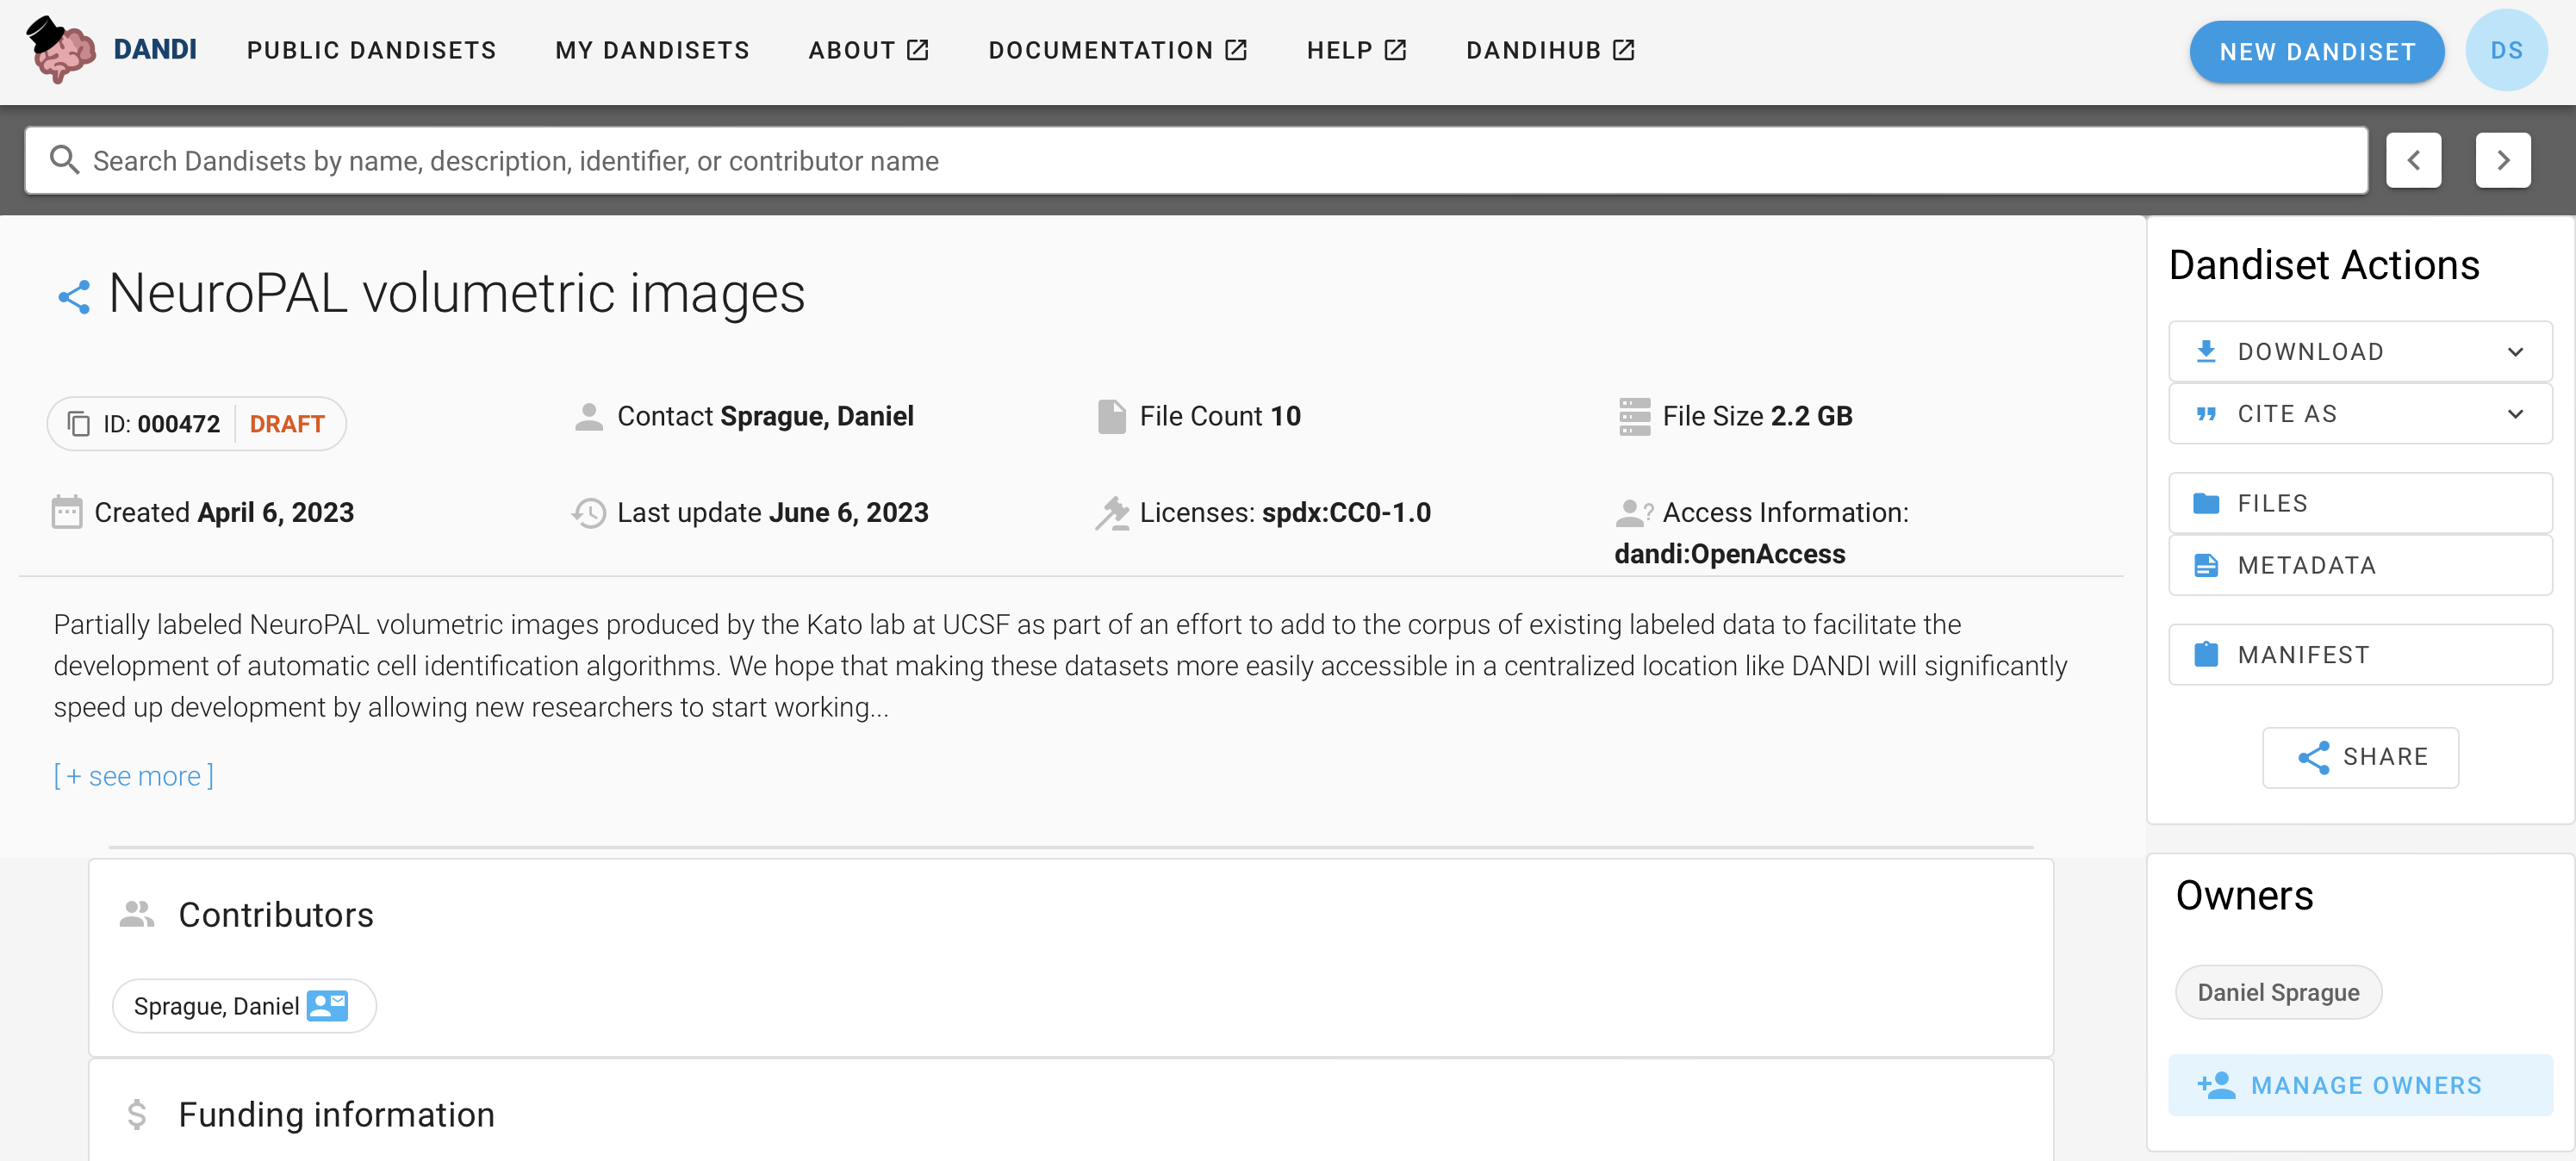 DANDI
PUBLIC DANDISETS
MY DANDISETS
ABOUT
DOCUMENTATION
HELP
DANDIHUB
NEW DANDISET
DS
Search Dandisets by name, description, identifier, or contributor name
NeuroPAL volumetric images
ID: 000472 DRAFT
Contact Sprague, Daniel
File Count 10
File Size 2.2 GB
Created April 6, 2023
Last update June 6, 2023
Licenses: spdx:CC0-1.0
Access Information:
dandi:OpenAccess
Partially labeled NeuroPAL volumetric images produced by the Kato lab at UCSF as part of an effort to add to the corpus of existing labeled data to facilitate the
development of automatic cell identification algorithms. We hope that making these datasets more easily accessible in a centralized location like DANDI will significantly
speed up development by allowing new researchers to start working...
[ + see more ]
Contributors
Sprague, Daniel
Funding information
Dandiset Actions
DOWNLOAD
CITE AS
FILES
METADATA
MANIFEST
SHARE
Owners
Daniel Sprague
MANAGE OWNERS